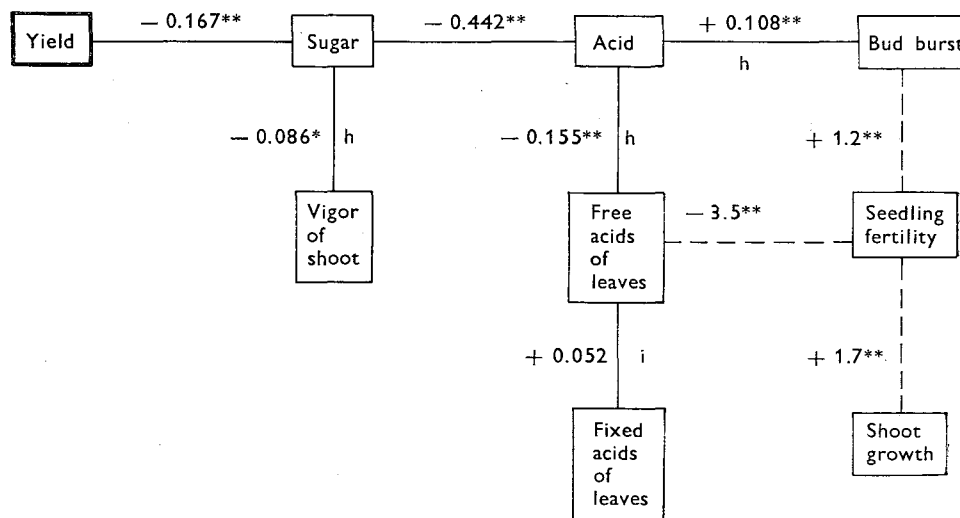 − 0.167**
− 0.442**
+ 0.108**
Yield
Sugar
Acid
Bud burst
h
− 0.086* h
− 0.155** h
+ 1.2**
Vigor
of
shoot
Free
acids
of
leaves
− 3.5**
Seedling
fertility
+ 0.052 i
+ 1.7**
Fixed
acids
of
leaves
Shoot
growth